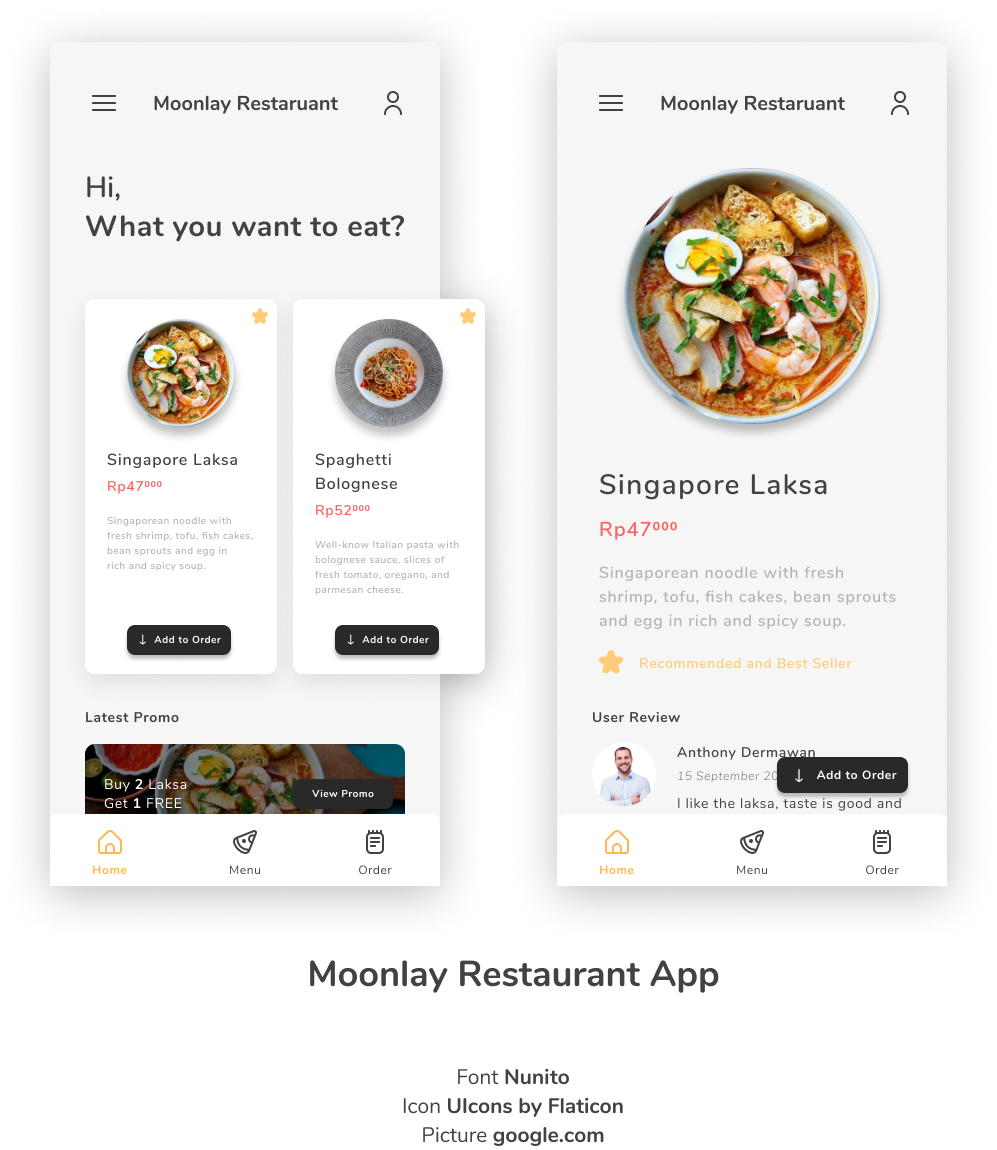 Moonlay Restaruant
Hi,
What you want to eat?
Singapore Laksa
Rp47⁰⁰⁰
Singaporean noodle with
fresh shrimp, tofu, fish cakes,
bean sprouts and egg in
rich and spicy soup.
Add to Order
Spaghetti
Bolognese
Rp52⁰⁰⁰
Well-know Italian pasta with
bolognese sauce, slices of
fresh tomato, oregano, and
parmesan cheese.
Add to Order
Latest Promo
Buy 2 Laksa
Get 1 FREE
View Promo
Home
Menu
Order
Moonlay Restaruant
Singapore Laksa
Rp47⁰⁰⁰
Singaporean noodle with fresh
shrimp, tofu, fish cakes, bean sprouts
and egg in rich and spicy soup.
Recommended and Best Seller
User Review
Anthony Dermawan
15 September 20
Add to Order
I like the laksa, taste is good and
Home
Menu
Order
Moonlay Restaurant App
Font Nunito
Icon UIcons by Flaticon
Picture google.com